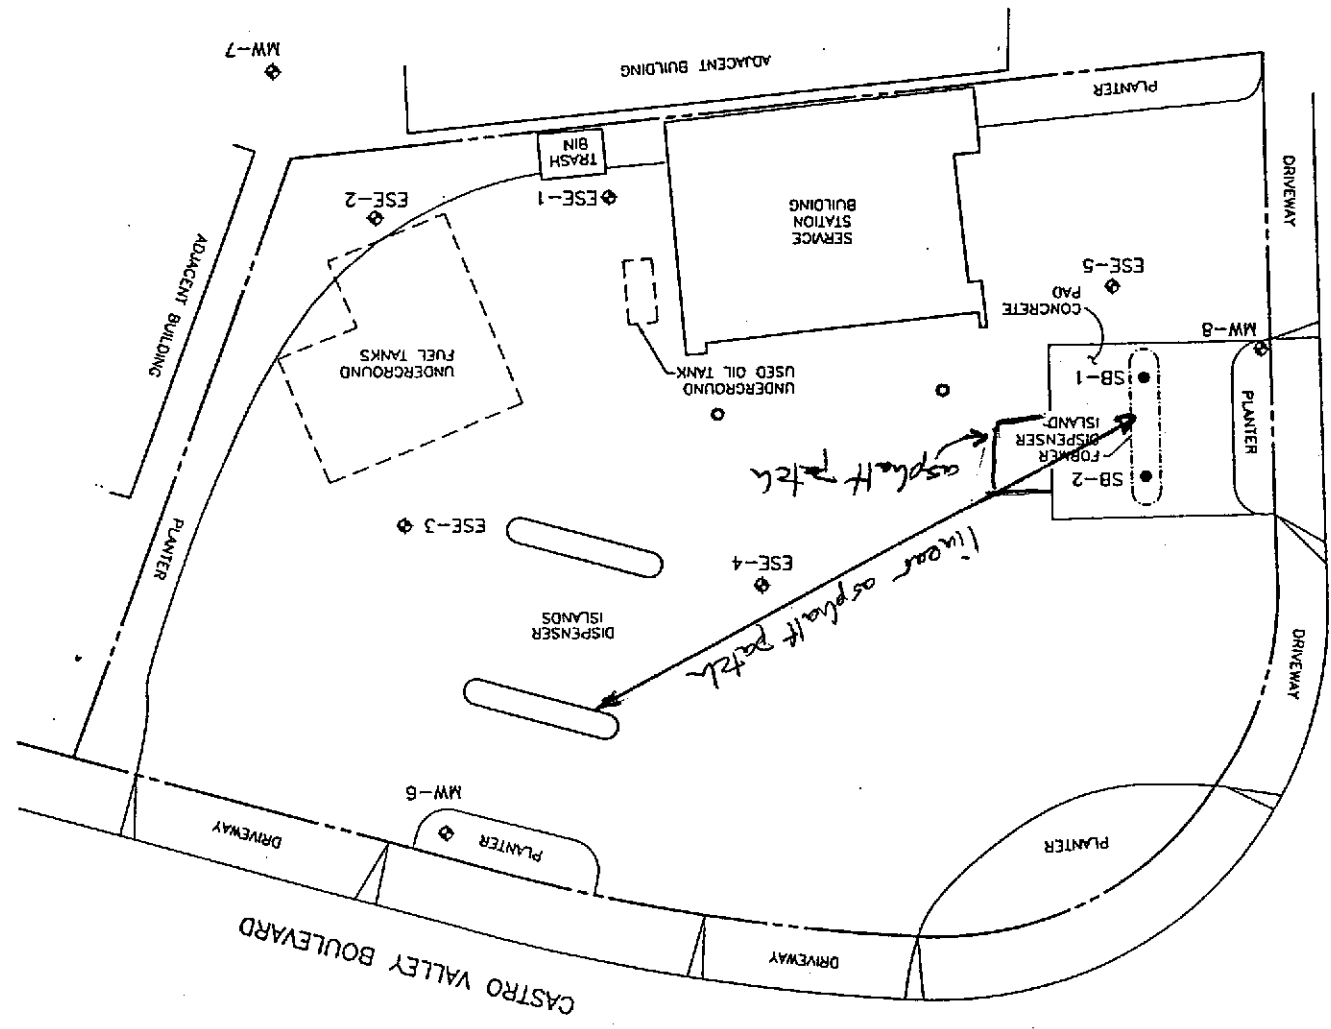 CASTRO VALLEY BOULEVARD
DRIVEWAY
PLANTER
DRIVEWAY
PLANTER
MW-6
DRIVEWAY
DISPENSER
ISLANDS
linear asphalt patch
PLANTER
ESE-4
ESE-3
SB-2
FORMER
DISPENSER
ISLAND
asphalt patch
PLANTER
SB-1
UNDERGROUND
USED OIL TANK
UNDERGROUND
FUEL TANKS
MW-8
CONCRETE
PAD
ESE-5
ADJACENT BUILDING
SERVICE
STATION
BUILDING
ESE-1
ESE-2
DRIVEWAY
TRASH
BIN
PLANTER
ADJACENT BUILDING
MW-7